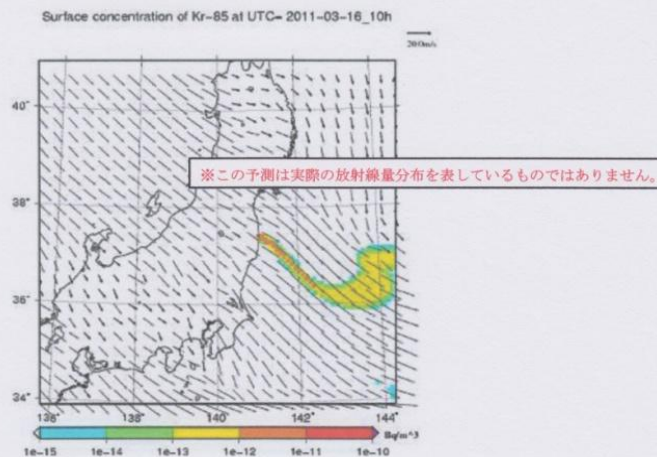 Surface concentration of Kr-85 at UTC= 2011-03-16_10h
20.0m/s
40°
※この予測は実際の放射線量分布を表しているものではありません。
38°
36°
34°
136° 138° 140° 142° 144°
Bq/m^3
1e-15 1e-14 1e-13 1e-12 1e-11 1e-10